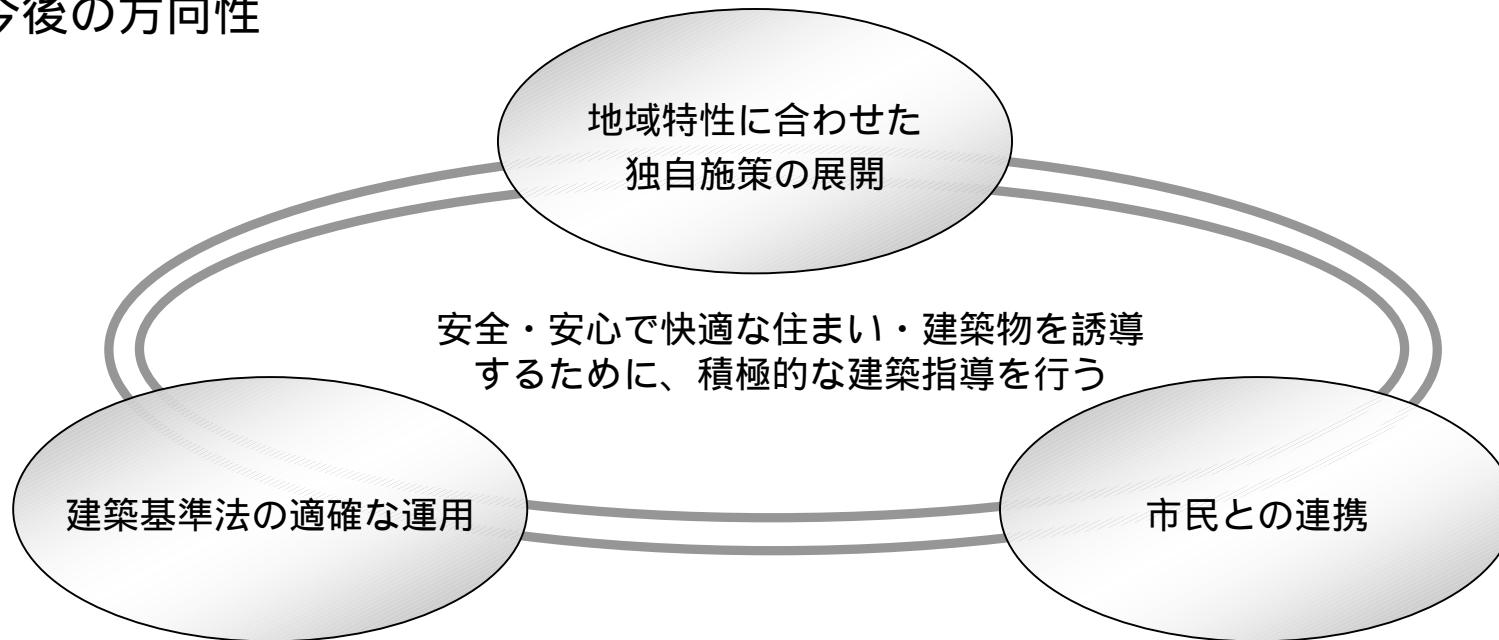 今後の方向性
地域特性に合わせた
独自施策の展開
安全・安心で快適な住まい・建築物を誘導
するために、積極的な建築指導を行う
建築基準法の適確な運用
市民との連携